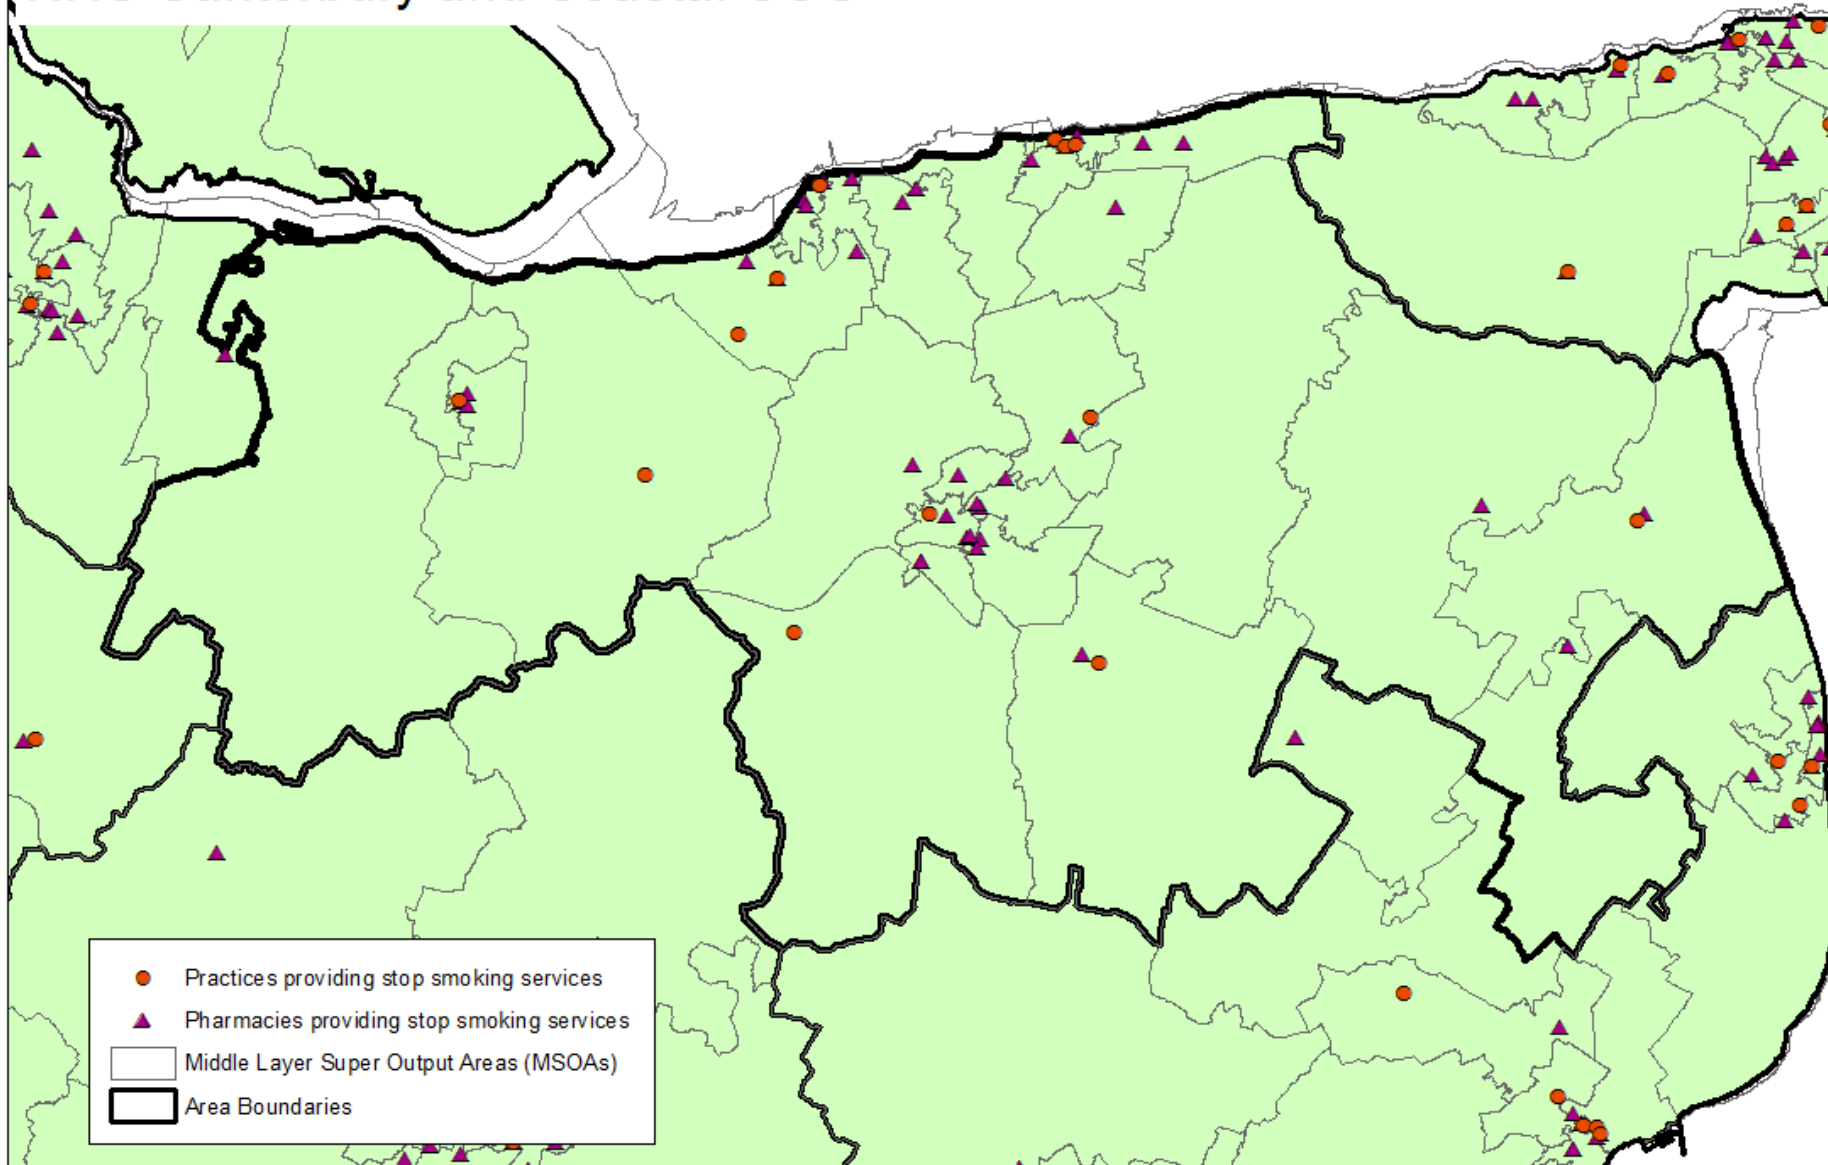 Practices providing stop smoking services
Pharmacies providing stop smoking services
Middle Layer Super Output Areas (MSOAs)
Area Boundaries